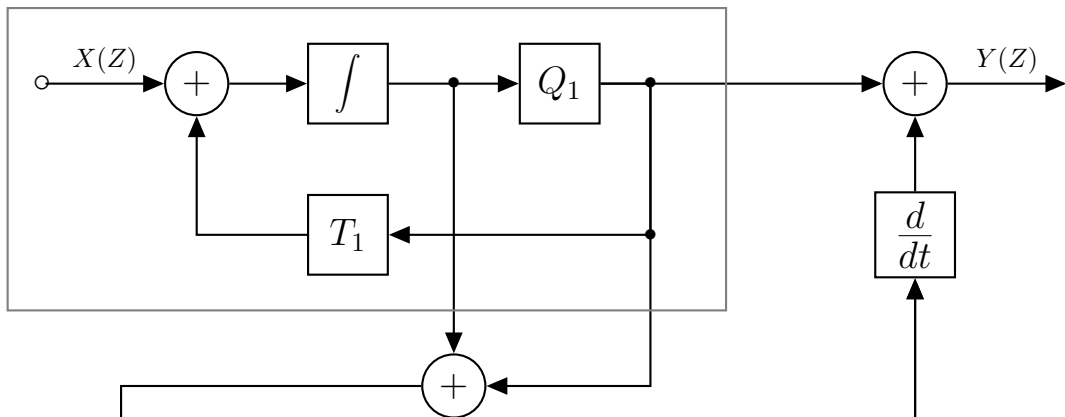 X(Z) + ∫ Q₁ + Y(Z)
T₁ d/dt
+